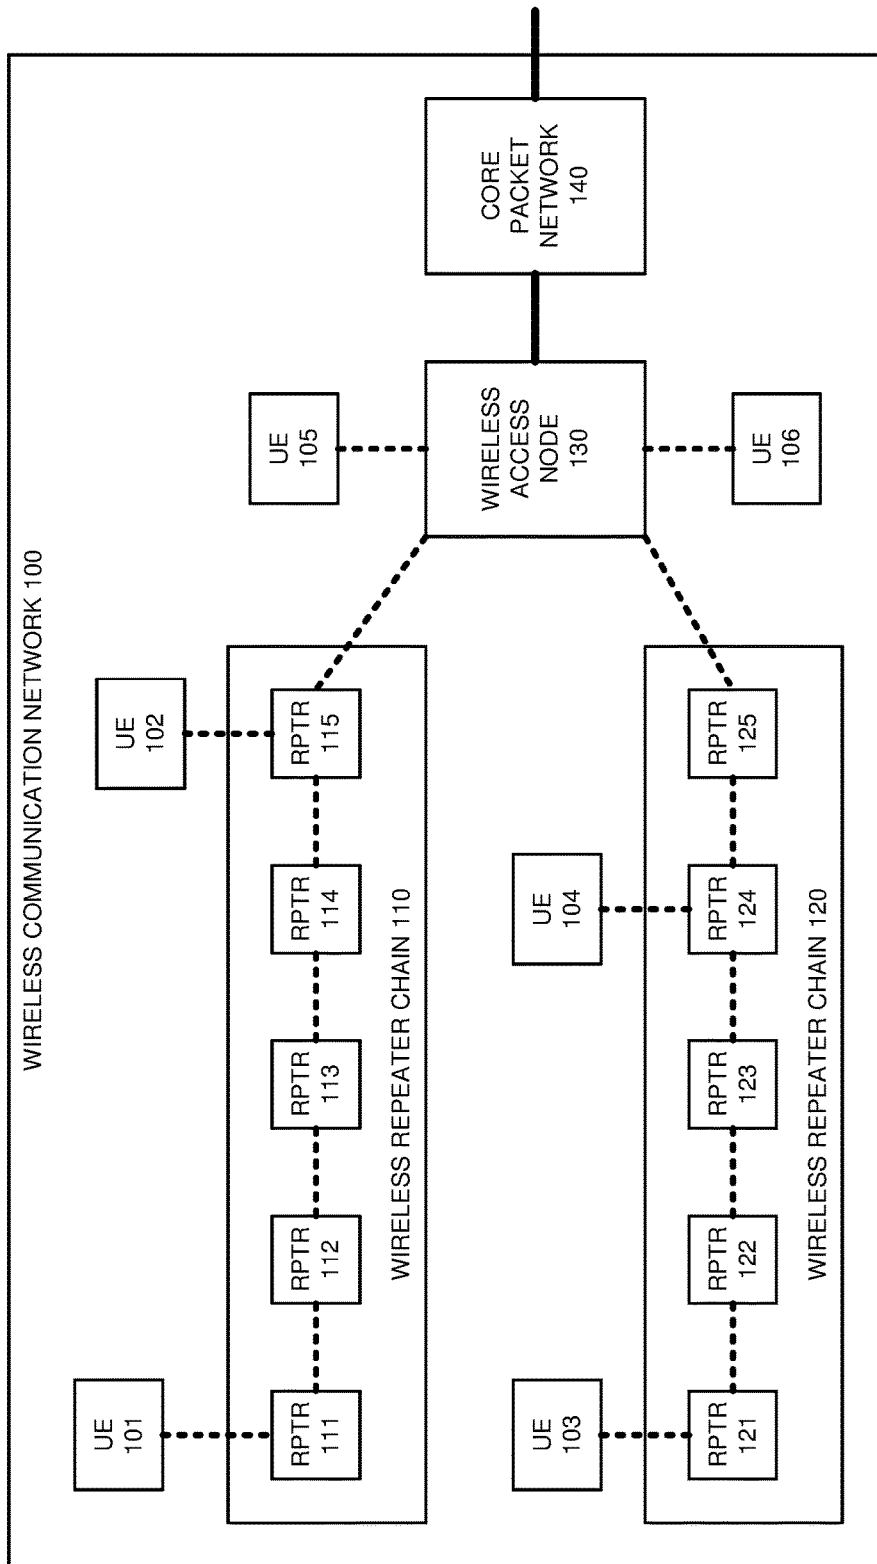 WIRELESS COMMUNICATION NETWORK 100
UE
101
UE
102
RPTR
111
RPTR
112
RPTR
113
RPTR
114
RPTR
115
WIRELESS REPEATER CHAIN 110
UE
105
WIRELESS
ACCESS
NODE
130
CORE
PACKET
NETWORK
140
UE
103
UE
104
UE
106
RPTR
121
RPTR
122
RPTR
123
RPTR
124
RPTR
125
WIRELESS REPEATER CHAIN 120